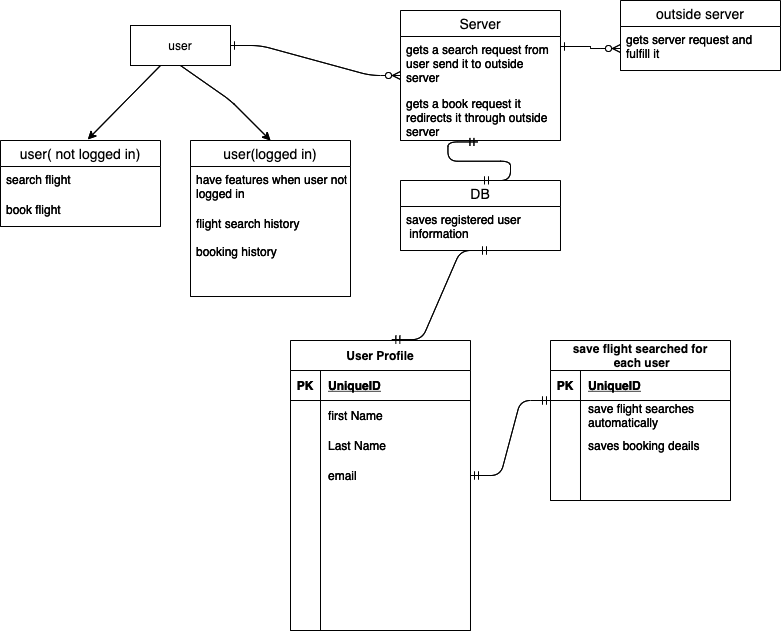 user
Server
gets a search request from
user send it to outside
server
gets a book request it
redirects it through outside
server
outside server
gets server request and
fulfill it
user( not logged in)
search flight
book flight
user(logged in)
have features when user not
logged in
flight search history
booking history
DB
saves registered user
information
User Profile
PK UniqueID
first Name
Last Name
email
save flight searched for
each user
PK UniqueID
save flight searches
automatically
saves booking deails